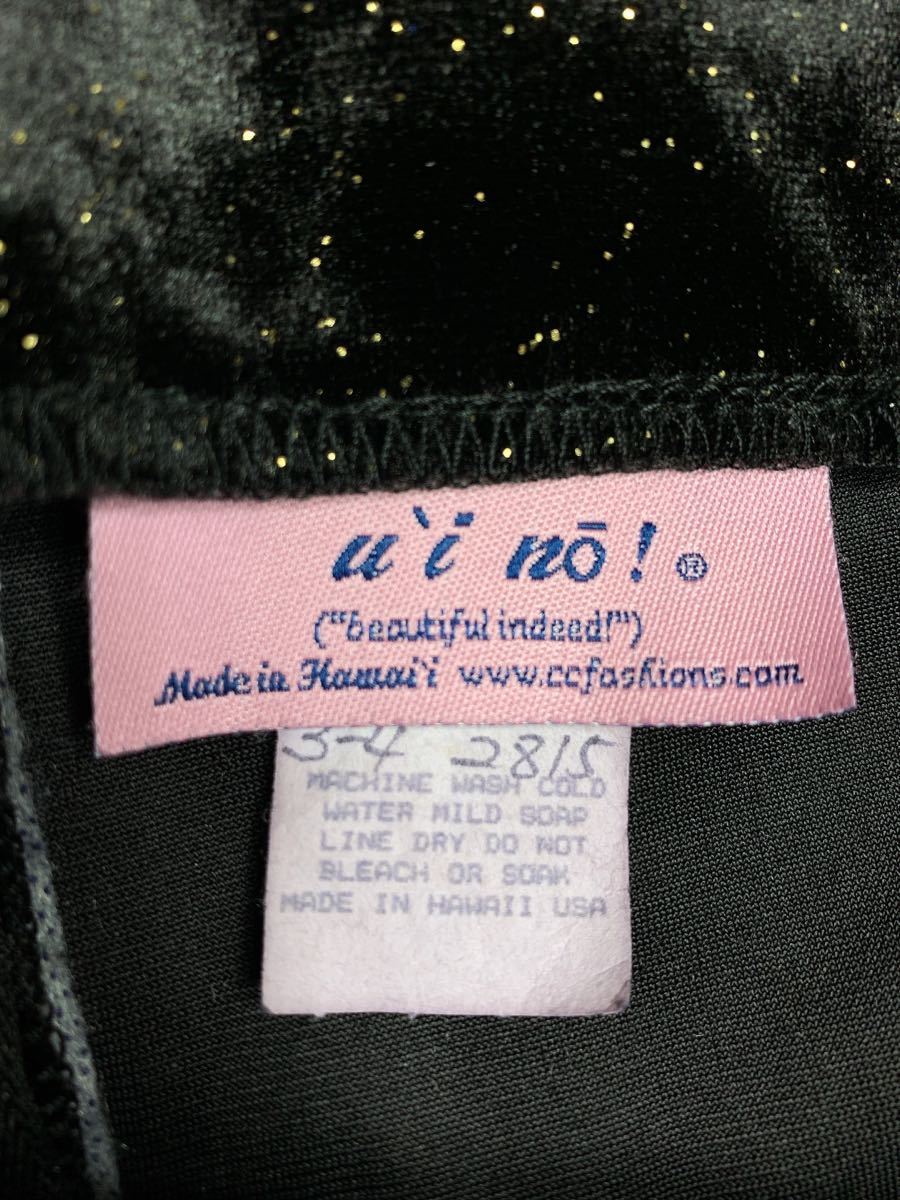 u`i nō! ®
("beautiful indeed!")
Made in Hawai`i www.ccfashions.com
3-4 2815
MACHINE WASH COLD
WATER MILD SOAP
LINE DRY DO NOT
BLEACH OR SOAK
MADE IN HAWAII USA